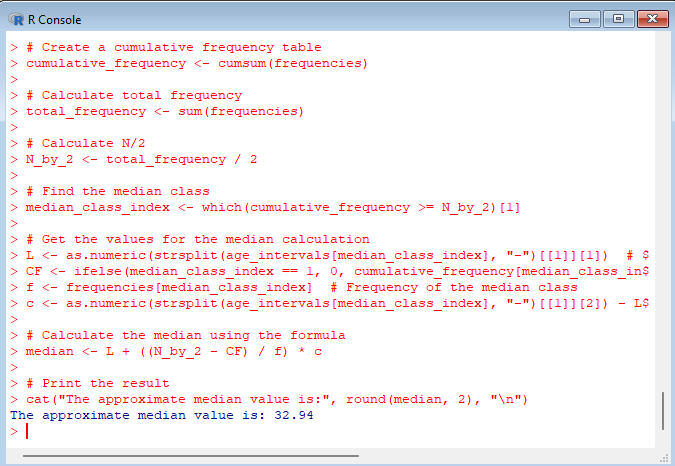 R Console
> # Create a cumulative frequency table
> cumulative_frequency <- cumsum(frequencies)
>
> # Calculate total frequency
> total_frequency <- sum(frequencies)
>
> # Calculate N/2
> N_by_2 <- total_frequency / 2
>
> # Find the median class
> median_class_index <- which(cumulative_frequency >= N_by_2)[1]
>
> # Get the values for the median calculation
> L <- as.numeric(strsplit(age_intervals[median_class_index], "-")[[1]][1])  # $
> CF <- ifelse(median_class_index == 1, 0, cumulative_frequency[median_class_in$
> f <- frequencies[median_class_index]  # Frequency of the median class
> c <- as.numeric(strsplit(age_intervals[median_class_index], "-")[[1]][2]) - L$
>
> # Calculate the median using the formula
> median <- L + ((N_by_2 - CF) / f) * c
>
> # Print the result
> cat("The approximate median value is:", round(median, 2), "\n")
The approximate median value is: 32.94
>